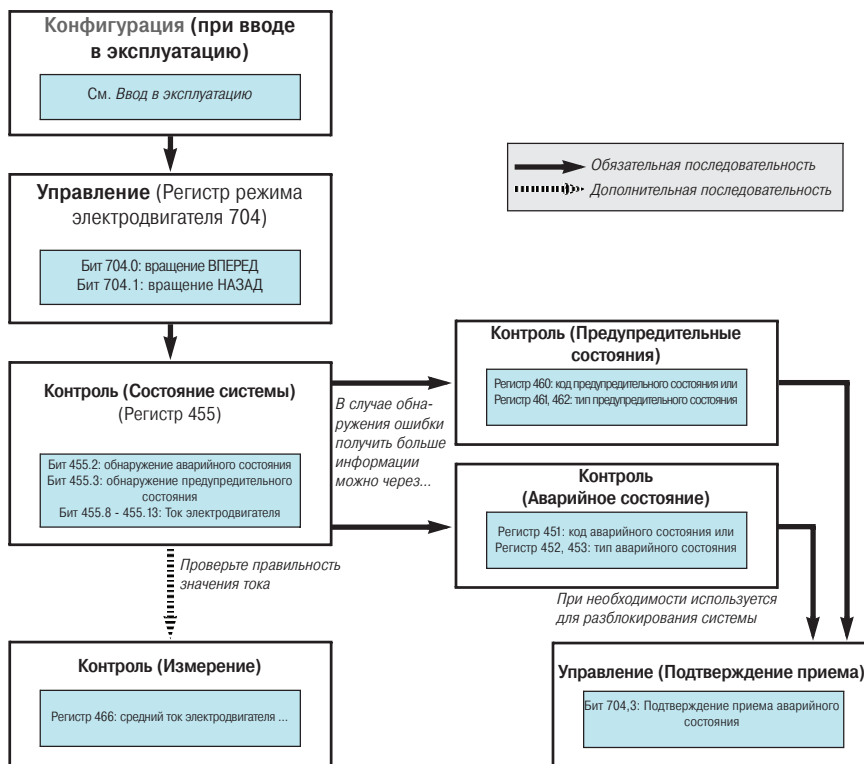 Конфигурация (при вводе
в эксплуатацию)
См. Ввод в эксплуатацию
Обязательная последовательность
Дополнительная последовательность
Управление (Регистр режима
электродвигателя 704)
Бит 704.0: вращение ВПЕРЕД
Бит 704.1: вращение НАЗАД
Контроль (Предупредительные
состояния)
Регистр 460: код предупредительного состояния или
Регистр 461, 462: тип предупредительного состояния
Контроль (Состояние системы)
(Регистр 455)
Бит 455.2: обнаружение аварийного состояния
Бит 455.3: обнаружение предупредительного
состояния
Бит 455.8 - 455.13: Ток электродвигателя
В случае обна-
ружения ошибки
получить больше
информации
можно через...
Контроль
(Аварийное состояние)
Регистр 451: код аварийного состояния или
Регистр 452, 453: тип аварийного состояния
Проверьте правильность
значения тока
При необходимости используется
для разблокирования системы
Контроль (Измерение)
Регистр 466: средний ток электродвигателя ...
Управление (Подтверждение приема)
Бит 704,3: Подтверждение приема аварийного
состояния